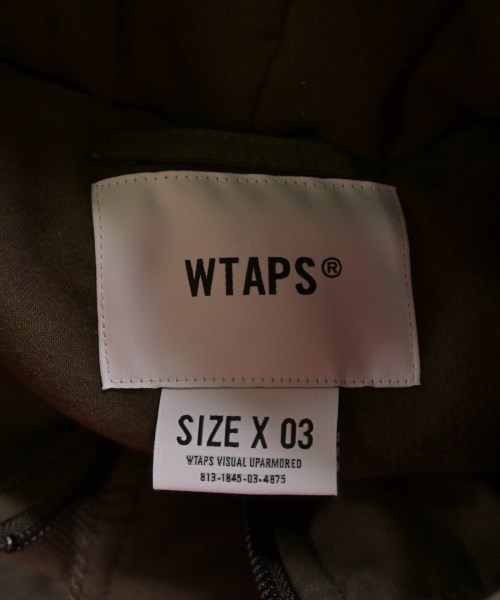 WTAPS®
SIZE X 03
WTAPS VISUAL UPARMORED
813-1845-03-4875